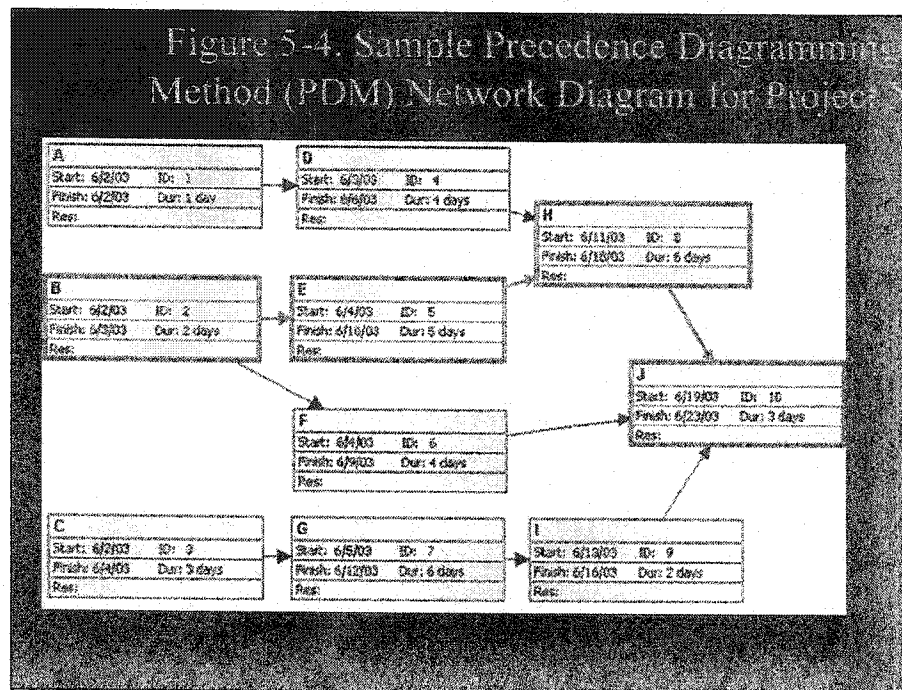 Figure 5-4. Sample Precedence Diagramming
Method (PDM) Network Diagram for Project
A
Start: 6/2/03 ID: 1
Finish: 6/2/03 Dur: 1 day
Res:
D
Start: 6/3/03 ID: 4
Finish: 6/6/03 Dur: 4 days
Res:
H
Start: 6/11/03 ID: 8
Finish: 6/18/03 Dur: 6 days
Res:
B
Start: 6/2/03 ID: 2
Finish: 6/3/03 Dur: 2 days
Res:
E
Start: 6/4/03 ID: 5
Finish: 6/10/03 Dur: 5 days
Res:
J
Start: 6/19/03 ID: 10
Finish: 6/23/03 Dur: 3 days
Res:
F
Start: 6/4/03 ID: 6
Finish: 6/9/03 Dur: 4 days
Res:
C
Start: 6/2/03 ID: 3
Finish: 6/4/03 Dur: 3 days
Res:
G
Start: 6/5/03 ID: 7
Finish: 6/12/03 Dur: 6 days
Res:
I
Start: 6/13/03 ID: 9
Finish: 6/16/03 Dur: 2 days
Res: